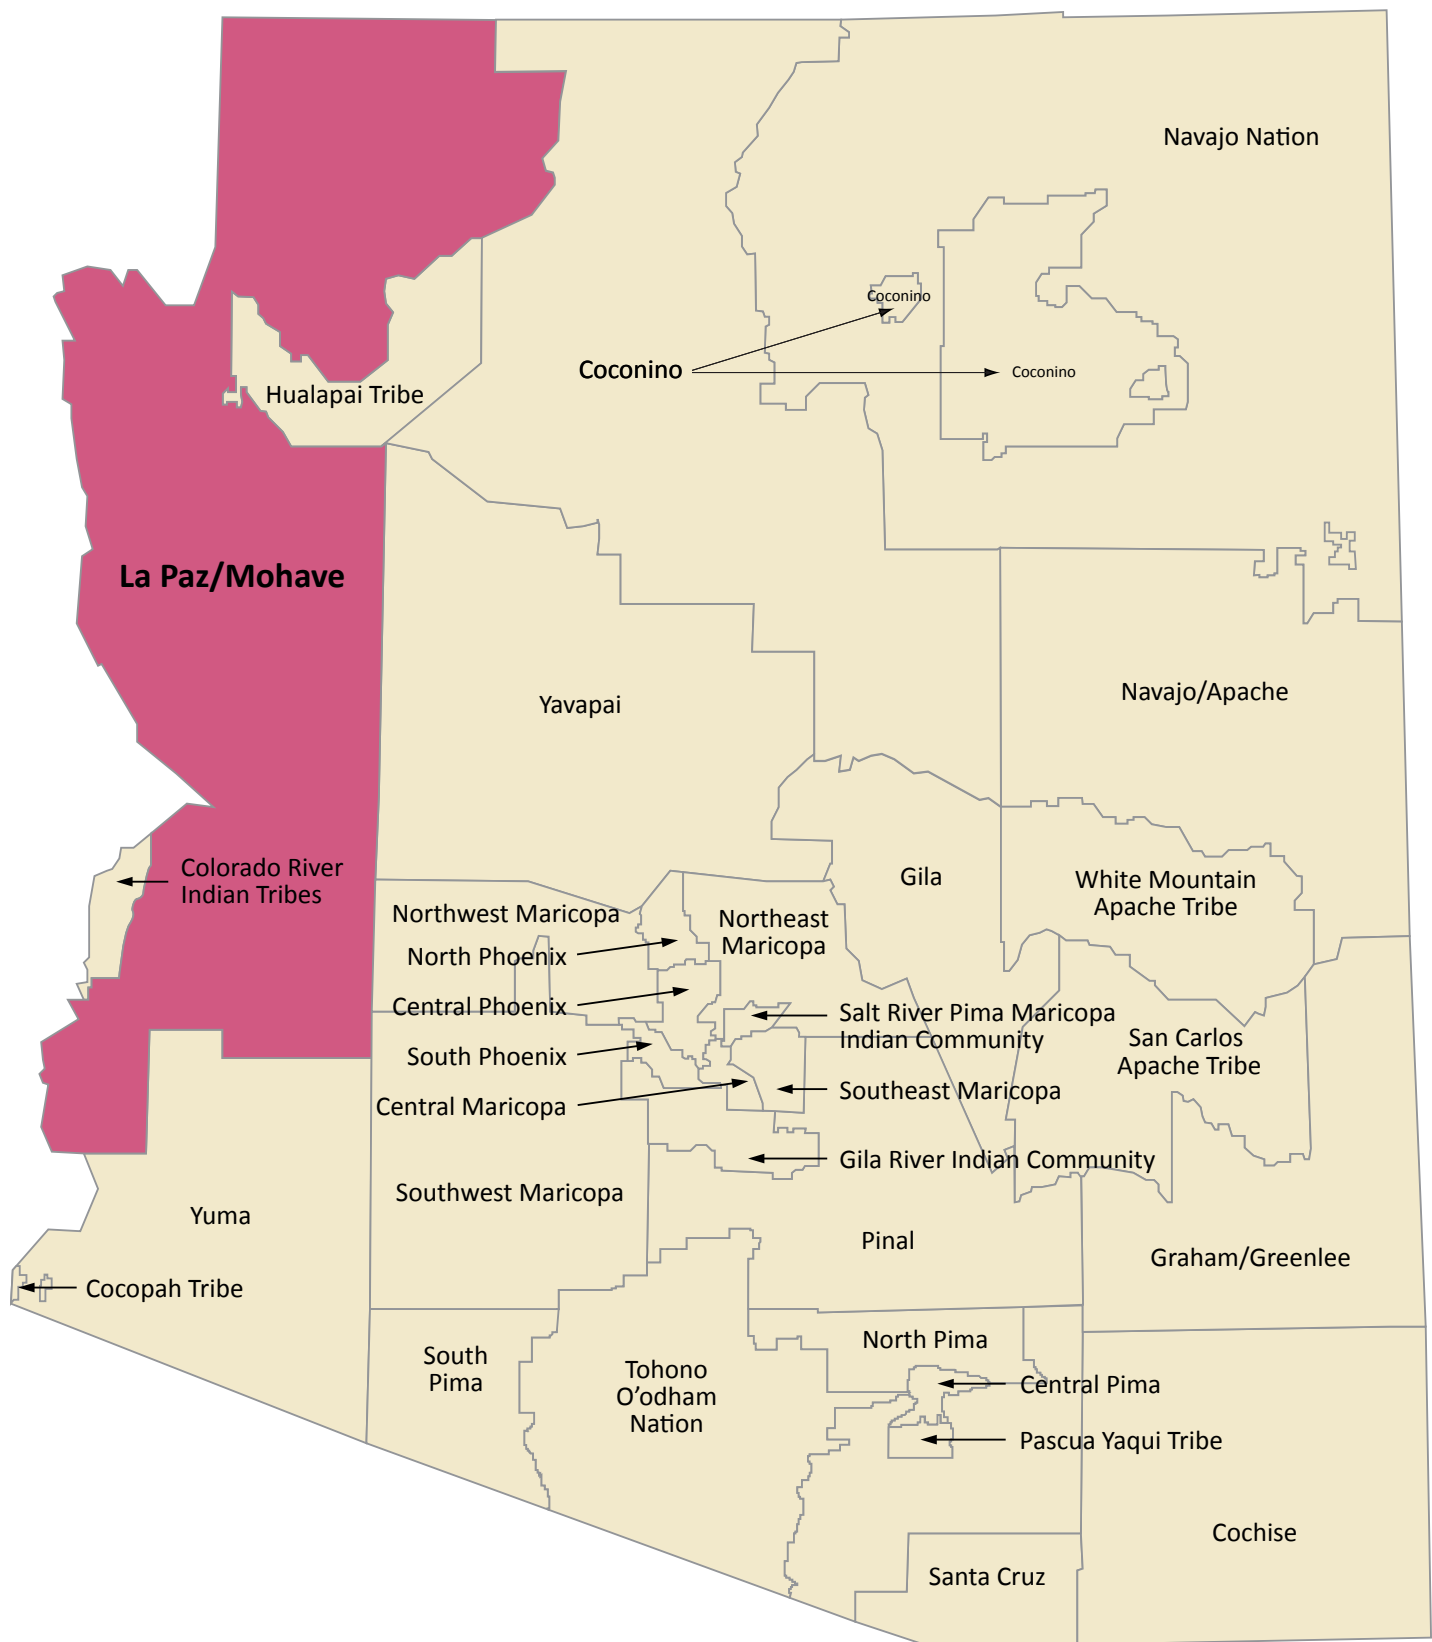 Navajo Nation
Coconino
Coconino
Coconino
Hualapai Tribe
La Paz/Mohave
Yavapai
Navajo/Apache
Colorado River
Indian Tribes
Gila
White Mountain
Apache Tribe
Northwest Maricopa
Northeast
Maricopa
North Phoenix
Central Phoenix
Salt River Pima Maricopa
Indian Community
San Carlos
Apache Tribe
South Phoenix
Southeast Maricopa
Central Maricopa
Gila River Indian Community
Southwest Maricopa
Yuma
Pinal
Graham/Greenlee
Cocopah Tribe
North Pima
South
Pima
Tohono
O'odham
Nation
Central Pima
Pascua Yaqui Tribe
Cochise
Santa Cruz